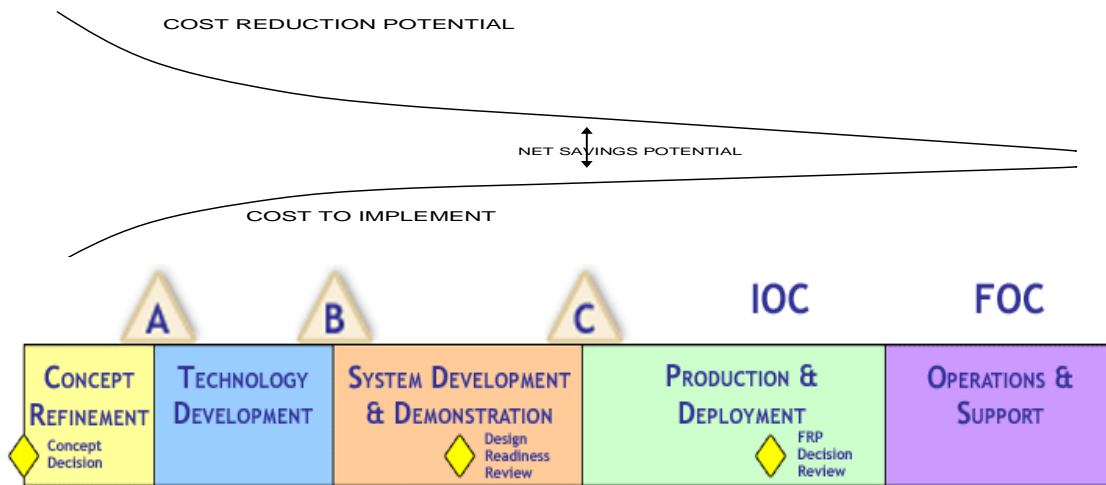 COST REDUCTION POTENTIAL
NET SAVINGS POTENTIAL
COST TO IMPLEMENT
A
B
C
IOC
FOC
CONCEPT
REFINEMENT
Concept
Decision
TECHNOLOGY
DEVELOPMENT
SYSTEM DEVELOPMENT
& DEMONSTRATION
Design
Readiness
Review
PRODUCTION &
DEPLOYMENT
FRP
Decision
Review
OPERATIONS &
SUPPORT